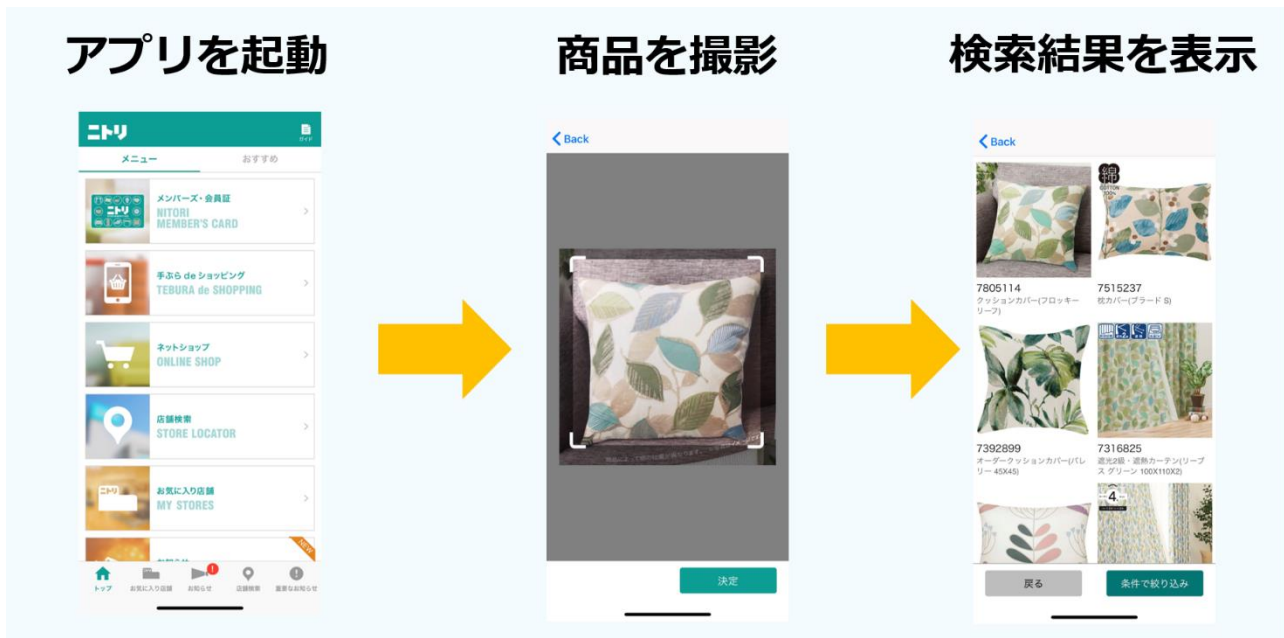 アプリを起動
商品を撮影
検索結果を表示
ニトリ
ガイド
メニュー
おすすめ
メンバーズ・会員証
NITORI
MEMBER'S CARD
手ぶら de ショッピング
TEBURA de SHOPPING
ネットショップ
ONLINE SHOP
店舗検索
STORE LOCATOR
お気に入り店舗
MY STORES
NEW
トップ
お気に入り店舗
お知らせ
店舗検索
重要なお知らせ
Back
決定
Back
綿
COTTON
100%
7805114
クッションカバー(フロッキー
リーフ)
7515237
枕カバー(ブラード S)
7392899
オーダークッションカバー(パレ
リー 45X45)
7316825
遮光2級・遮熱カーテン(リーブ
ス グリーン 100X110X2)
4
戻る
条件で絞り込み